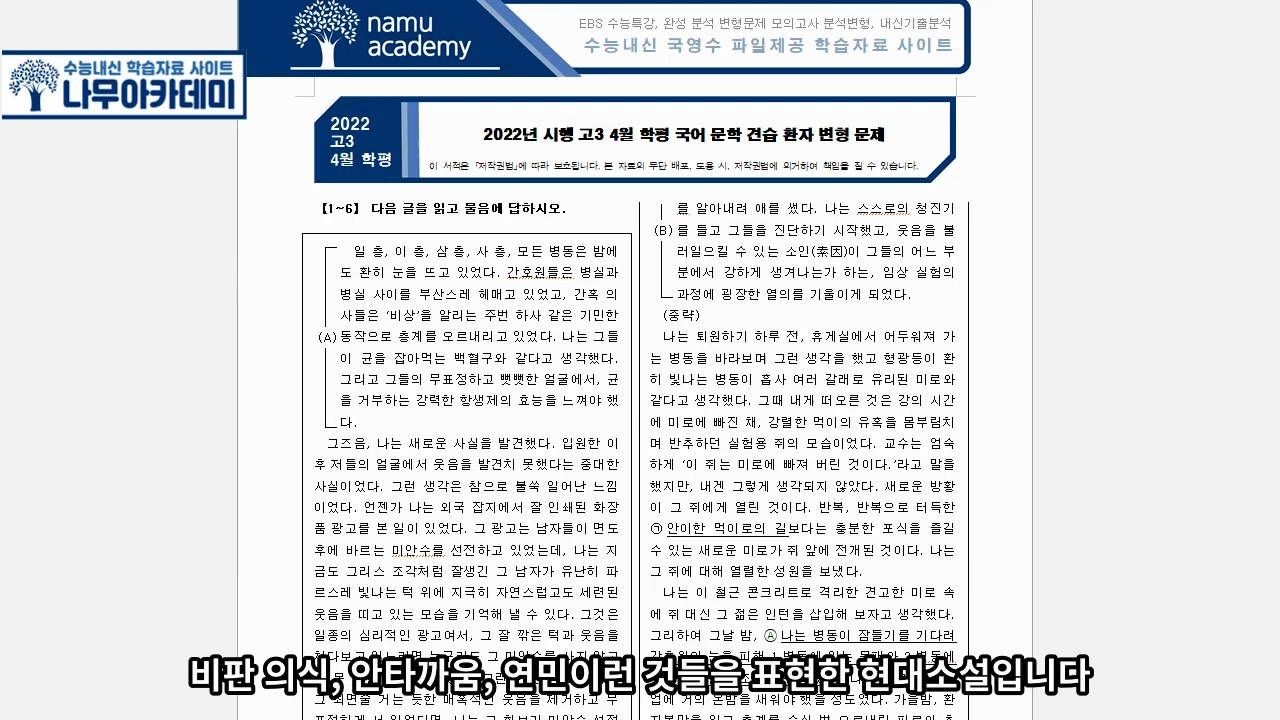 namu
academy
EBS 수능특강, 완성 분석 변형문제 모의고사 분석변형, 내신기출분석
수능내신 국영수 파일제공 학습자료 사이트
수능내신 학습자료 사이트
나무아카데미
2022
고3
4월 학평
2022년 시행 고3 4월 학평 국어 문학 견습 환자 변형 문제
이 서적은 「저작권법」에 따라 보호됩니다. 본 자료의 무단 배포, 도용 시, 저작권법에 의거하여 책임을 질 수 있습니다.
【1~6】 다음 글을 읽고 물음에 답하시오.
일 층, 이 층, 삼 층, 사 층, 모든 병동은 밤에
도 환히 눈을 뜨고 있었다. 간호원들은 병실과
병실 사이를 부산스레 헤매고 있었고, 간혹 의
사들은 ‘비상’을 알리는 주번 하사 같은 기민한
(A) 동작으로 층계를 오르내리고 있었다. 나는 그들
이 균을 잡아먹는 백혈구와 같다고 생각했다.
그리고 그들의 무표정하고 뻣뻣한 얼굴에서, 균
을 거부하는 강력한 항생제의 효능을 느껴야 했
다.
그즈음, 나는 새로운 사실을 발견했다. 입원한 이
후 저들의 얼굴에서 웃음을 발견치 못했다는 중대한
사실이었다. 그런 생각은 참으로 불쑥 일어난 느낌
이었다. 언젠가 나는 외국 잡지에서 잘 인쇄된 화장
품 광고를 본 일이 있었다. 그 광고는 남자들이 면도
후에 바르는 미안수를 선전하고 있었는데, 나는 지
금도 그리스 조각처럼 잘생긴 그 남자가 유난히 파
르스레 빛나는 턱 위에 지극히 자연스럽고도 세련된
웃음을 띠고 있는 모습을 기억해 낼 수 있다. 그것은
일종의 심리적인 광고여서, 그 잘 깎은 턱과 웃음을
를 알아내려 애를 썼다. 나는 스스로의 청진기
(B) 를 들고 그들을 진단하기 시작했고, 웃음을 불
러일으킬 수 있는 소인(素因)이 그들의 어느 부
분에서 강하게 생겨나는가 하는, 임상 실험의
과정에 굉장한 열의를 기울이게 되었다.
(중략)
나는 퇴원하기 하루 전, 휴게실에서 어두워져 가
는 병동을 바라보며 그런 생각을 했고 형광등이 환
히 빛나는 병동이 흡사 여러 갈래로 유리된 미로와
같다고 생각했다. 그때 내게 떠오른 것은 강의 시간
에 미로에 빠진 채, 강렬한 먹이의 유혹을 몸부림치
며 반추하던 실험용 쥐의 모습이었다. 교수는 엄숙
하게 ‘이 쥐는 미로에 빠져 버린 것이다.’라고 말을
했지만, 내겐 그렇게 생각되지 않았다. 새로운 방황
이 그 쥐에게 열린 것이다. 반복, 반복으로 터득한
㉠ 안이한 먹이로의 길보다는 충분한 포식을 즐길
수 있는 새로운 미로가 쥐 앞에 전개된 것이다. 나는
그 쥐에 대해 열렬한 성원을 보냈다.
나는 이 철근 콘크리트로 격리한 견고한 미로 속
에 쥐 대신 그 젊은 인턴을 삽입해 보자고 생각했다.
그리하여 그날 밤, Ⓐ 나는 병동이 잠들기를 기다려
비판 의식, 안타까움, 연민이런 것들을 표현한 현대소설입니다